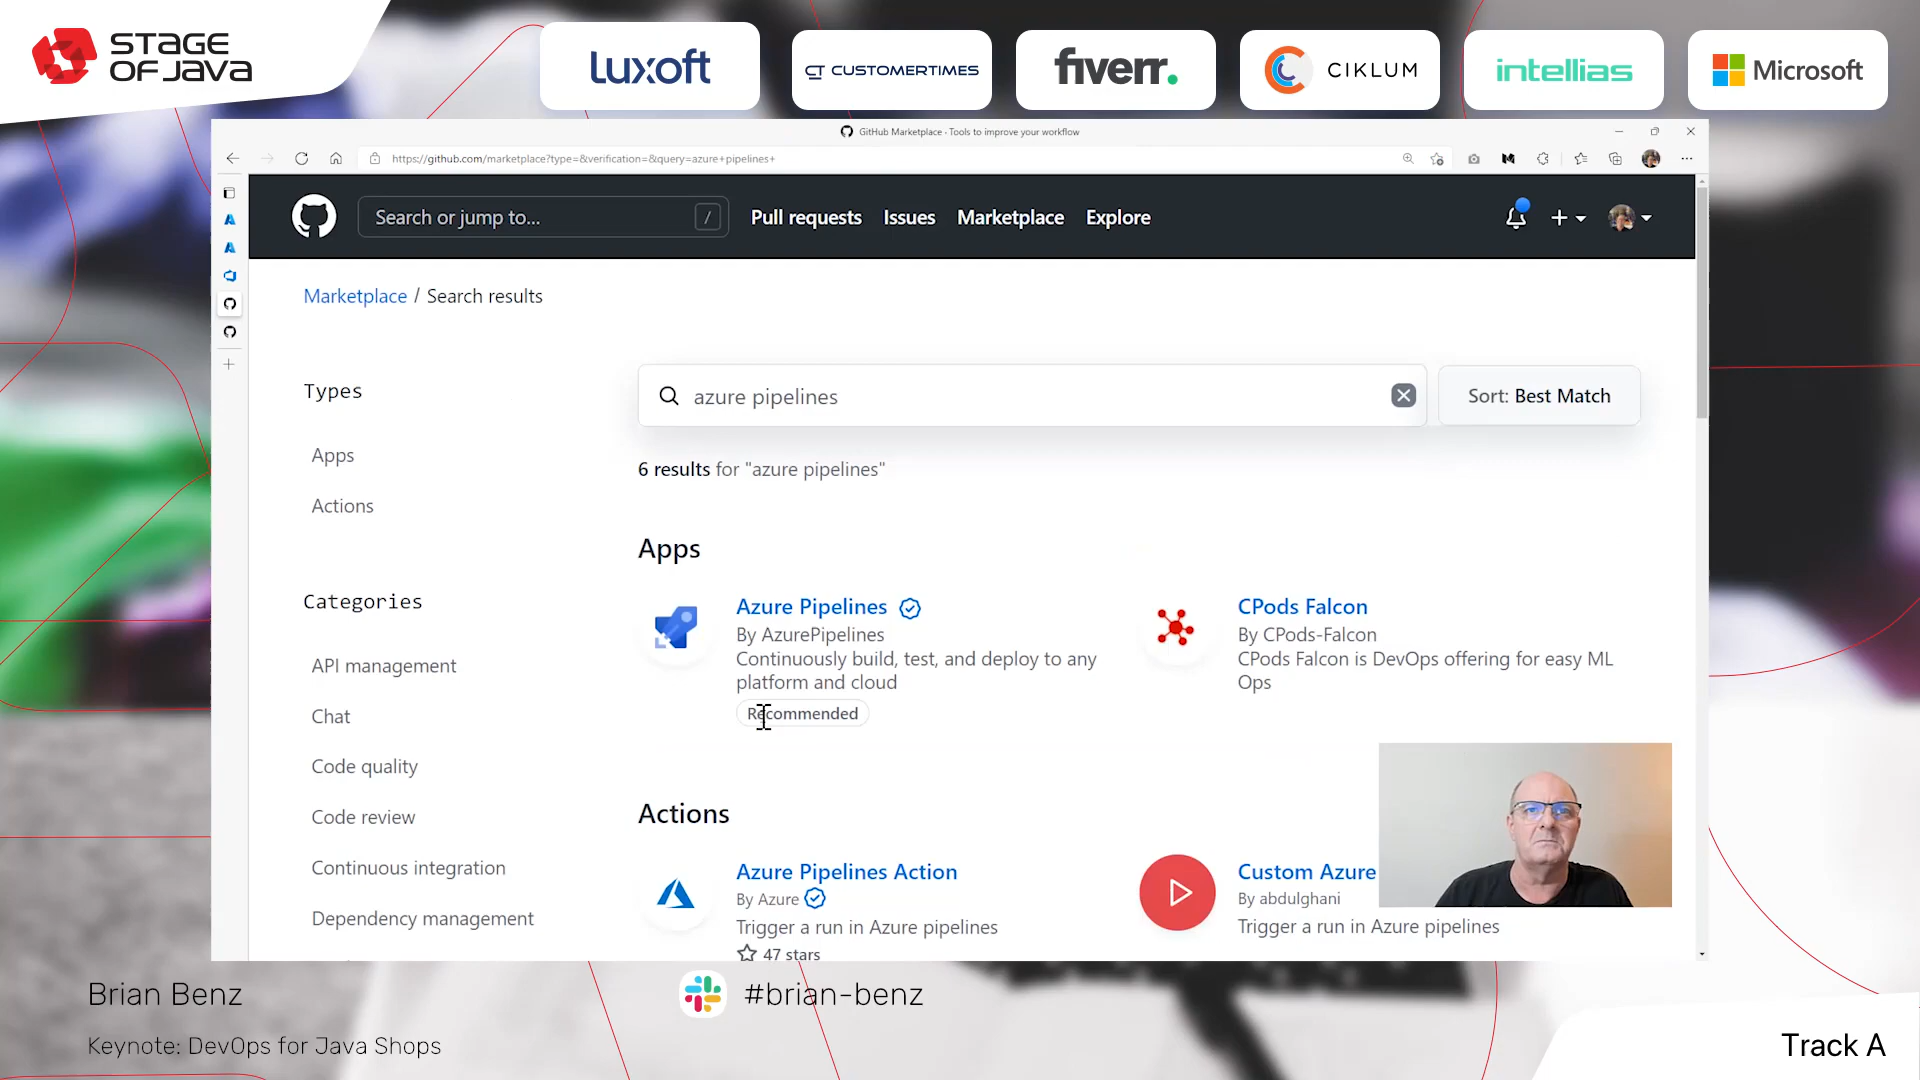 STAGE
OF JAVA
luxoft
CT CUSTOMERTIMES
fiverr.
CIKLUM
intellias
Microsoft
GitHub Marketplace - Tools to improve your workflow
https://github.com/marketplace?type=&verification=&query=azure+pipelines+
Search or jump to...
/
Pull requests
Issues
Marketplace
Explore
Marketplace / Search results
Types
Apps
Actions
Categories
API management
Chat
Code quality
Code review
Continuous integration
Dependency management
azure pipelines
Sort: Best Match
6 results for "azure pipelines"
Apps
Azure Pipelines
By AzurePipelines
Continuously build, test, and deploy to any
platform and cloud
Recommended
CPods Falcon
By CPods-Falcon
CPods Falcon is DevOps offering for easy ML
Ops
Actions
Azure Pipelines Action
By Azure
Trigger a run in Azure pipelines
47 stars
Custom Azure
By abdulghani
Trigger a run in Azure pipelines
Brian Benz
#brian-benz
Keynote: DevOps for Java Shops
Track A